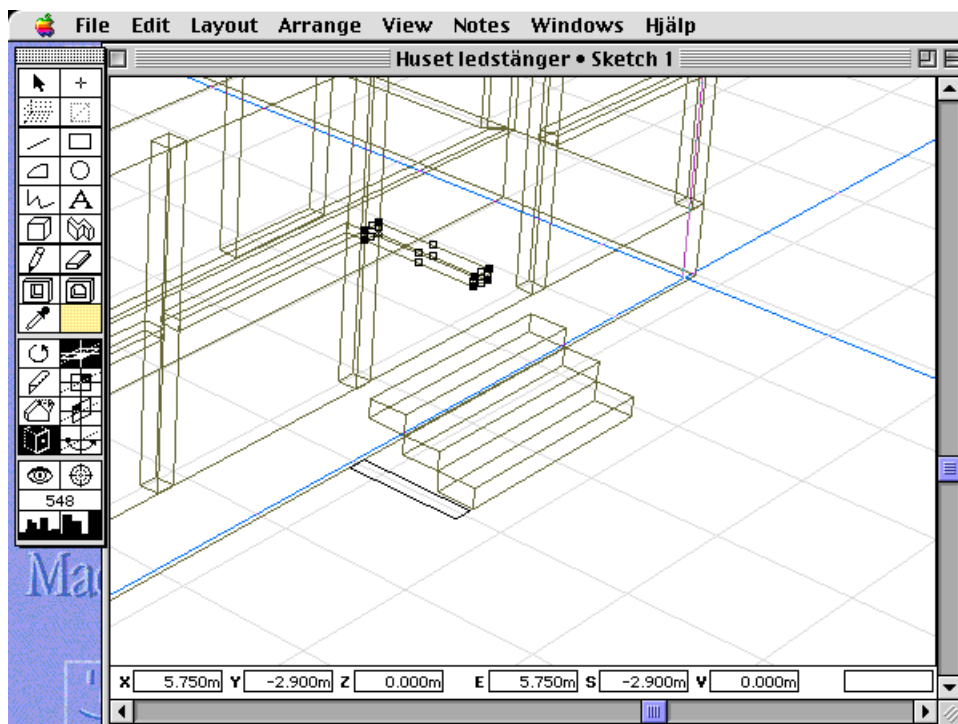 File Edit Layout Arrange View Notes Windows Hjälp
Huset ledstänger • Sketch 1
A
548
Mac
X 5.750m Y -2.900m Z 0.000m E 5.750m S -2.900m V 0.000m